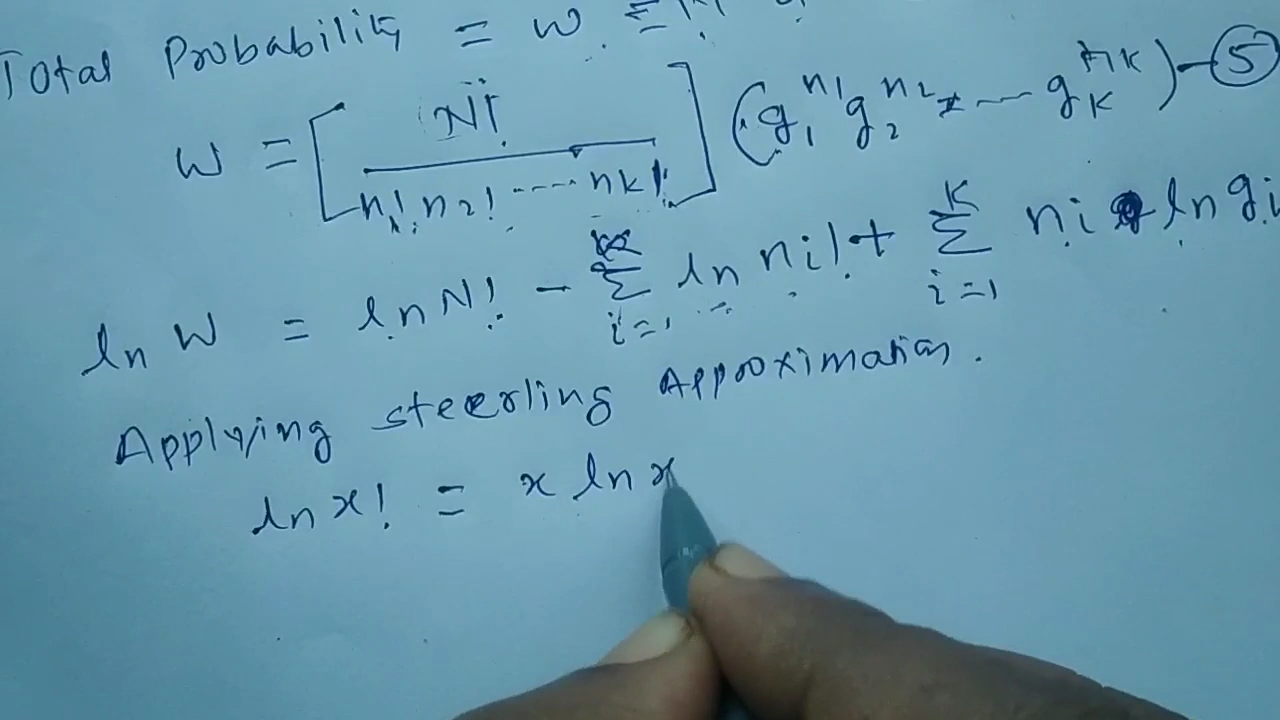 Total Probability = W.
W = [ N! / n1! n2! ---- nk! ] (g1^n1 g2^n2 ---- gK^nK) - 5
ln W = ln N! - Σ i=1 ln ni! + Σ K i=1 ni ln gi
Applying steerling Approximation.
ln x! = x ln x